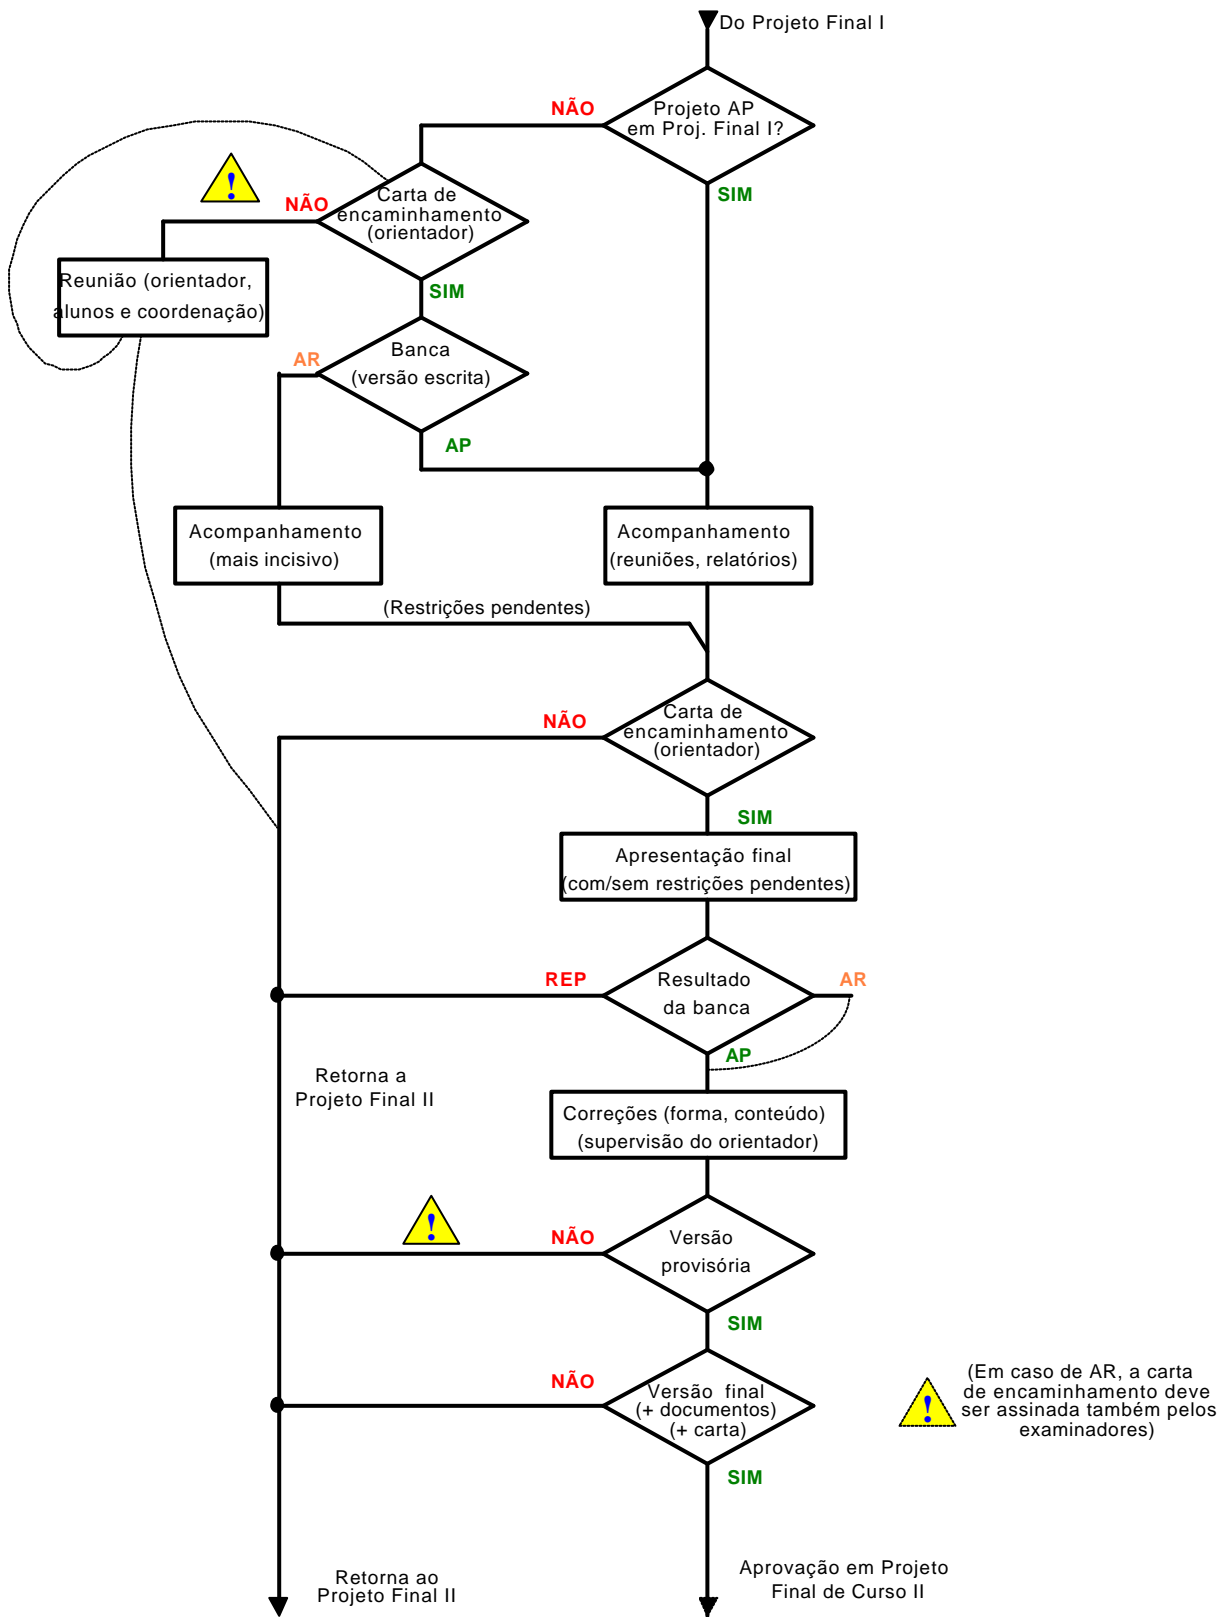 Do Projeto Final I
NÃO
Projeto AP
em Proj. Final I?
SIM
!
NÃO
Carta de
encaminhamento
(orientador)
SIM
Reunião (orientador,
alunos e coordenação)
AR
Banca
(versão escrita)
AP
Acompanhamento
(mais incisivo)
Acompanhamento
(reuniões, relatórios)
(Restrições pendentes)
NÃO
Carta de
encaminhamento
(orientador)
SIM
Apresentação final
(com/sem restrições pendentes)
REP
Resultado
da banca
AR
AP
Retorna a
Projeto Final II
Correções (forma, conteúdo)
(supervisão do orientador)
!
NÃO
Versão
provisória
SIM
NÃO
Versão final
(+ documentos)
(+ carta)
SIM
!
(Em caso de AR, a carta
de encaminhamento deve
ser assinada também pelos
examinadores)
Retorna ao
Projeto Final II
Aprovação em Projeto
Final de Curso II